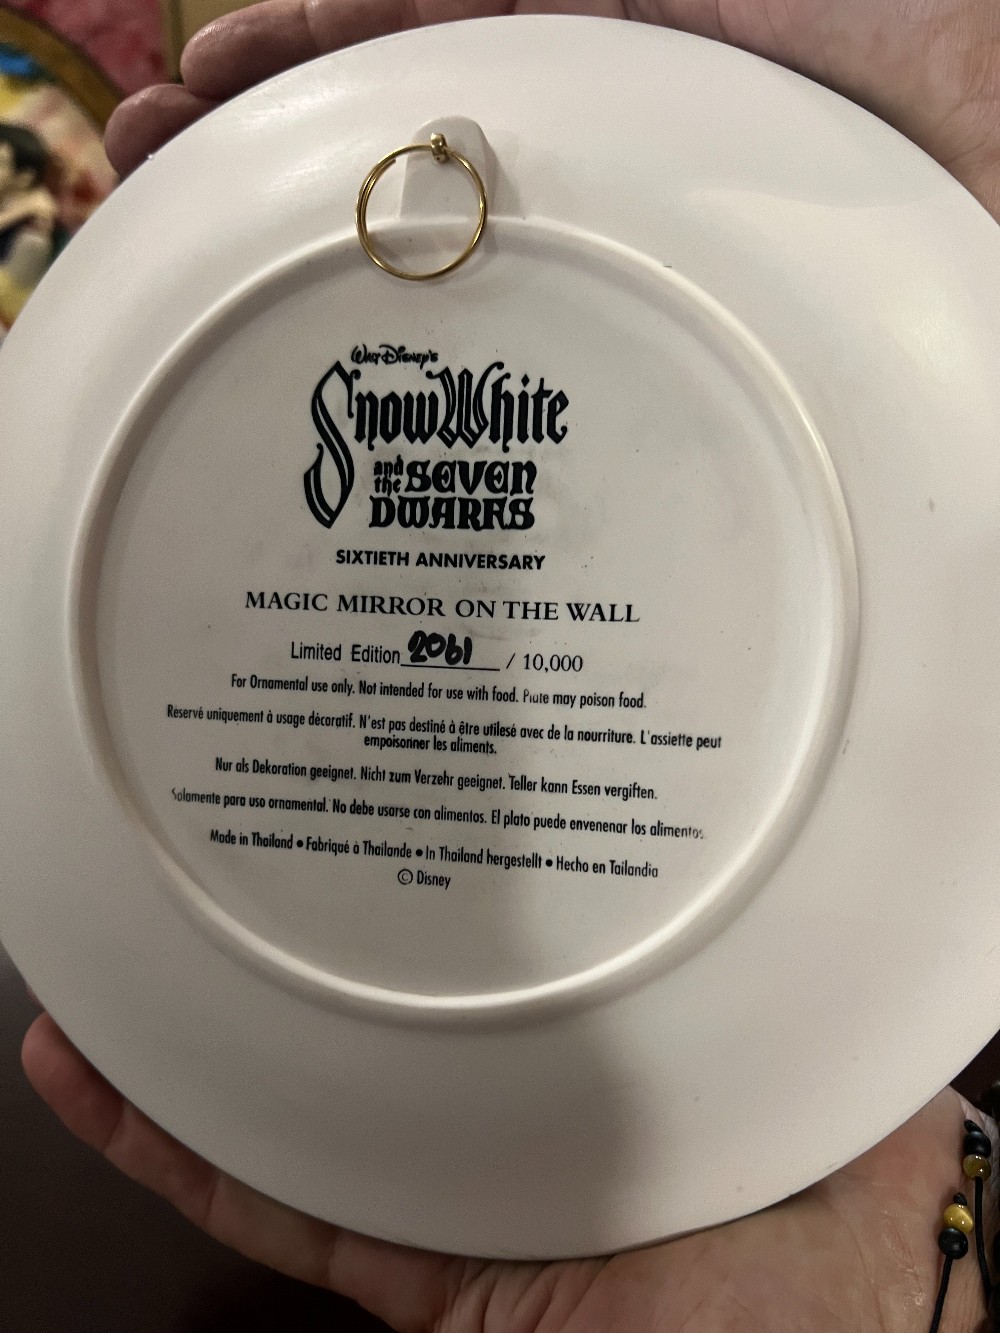 Walt Disney's
Snow White
and the Seven
Dwarfs
SIXTIETH ANNIVERSARY
MAGIC MIRROR ON THE WALL
Limited Edition 2061 / 10,000
For Ornamental use only. Not intended for use with food. Plate may poison food.
Reservé uniquement à usage décoratif. N'est pas destiné à être utilesé avec de la nourriture. L'assiette peut
empoisonner les aliments.
Nur als Dekoration geeignet. Nicht zum Verzehr geeignet. Teller kann Essen vergiften.
Solamente para uso ornamental. No debe usarse con alimentos. El plato puede envenenar los alimentos.
Made in Thailand • Fabriqué à Thailande • In Thailand hergestellt • Hecho en Tailandia
© Disney